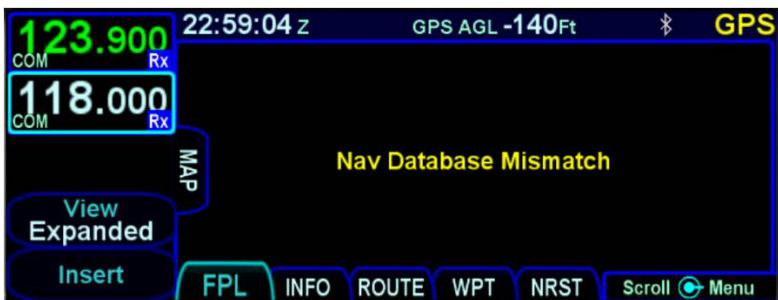 22:59:04 Z GPS AGL -140Ft GPS
123.900
COM Rx
118.000
COM Rx
MAP
Nav Database Mismatch
View
Expanded
Insert
FPL INFO ROUTE WPT NRST Scroll Menu